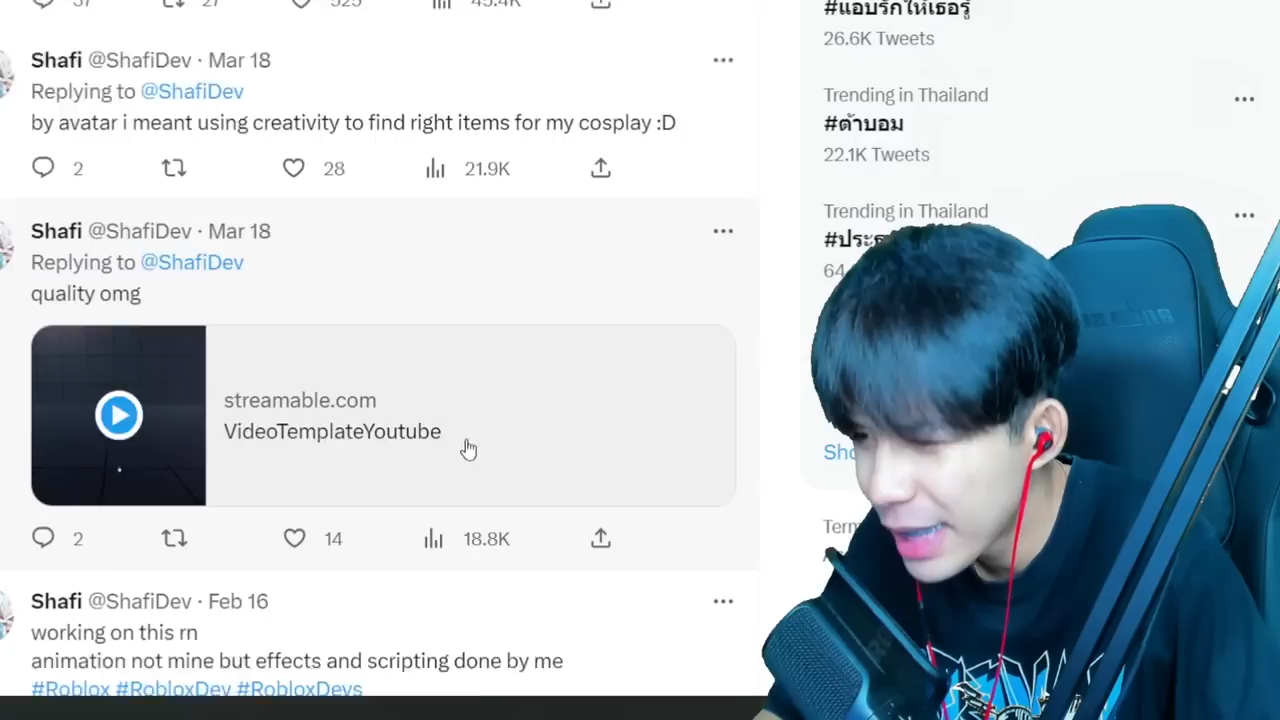 525
45.4K
Shafi @ShafiDev · Mar 18
Replying to @ShafiDev
by avatar i meant using creativity to find right items for my cosplay :D
2 28 21.9K
Shafi @ShafiDev · Mar 18
Replying to @ShafiDev
quality omg
streamable.com
VideoTemplateYoutube
2 14 18.8K
Shafi @ShafiDev · Feb 16
working on this rn
animation not mine but effects and scripting done by me
#Roblox #RobloxDev #RobloxDevs
#แอบรักให้เธอรู้
26.6K Tweets
Trending in Thailand
#ต้าบอม
22.1K Tweets
Trending in Thailand